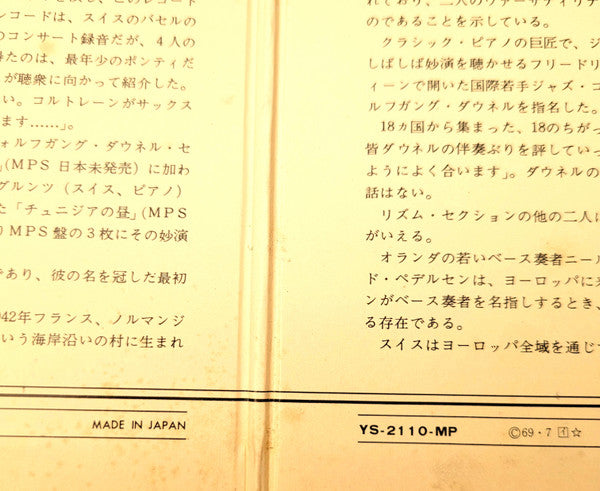 コードは、スイスのバセルの
コンサート録音だが、4人の
得たのは、最年少のポンティだ
が聴衆に向かって紹介した。
い。コルトレーンがサックス
ます……」。
ォルフガング・ダウネル・セ
」(MPS 日本未発売) に加わ
グルンツ (スイス、ピアノ)
た「チュニジアの昼」(MPS
MPS盤の3枚にその妙演
であり、彼の名を冠した最初
942年フランス、ノルマンジ
いう海岸沿いの村に生まれ
MADE IN JAPAN
のであることを示している。
クラシック・ピアノの巨匠で、ジ
しばしば妙演を聴かせるフリードリ
ィーンで開いた国際若手ジャズ・コ
ルフガング・ダウネルを指名した。
18ヵ国から集まった、18のちがっ
皆ダウネルの伴奏ぶりを評していっ
ようによく合います」。ダウネルの
話はない。
リズム・セクションの他の二人に
がいえる。
オランダの若いベース奏者ニール
ド・ペデルセンは、ヨーロッパに来
ンがベース奏者を名指しするとき、
る存在である。
スイスはヨーロッパ全域を通じて
YS-2110-MP
Ⓒ69・7 イ☆